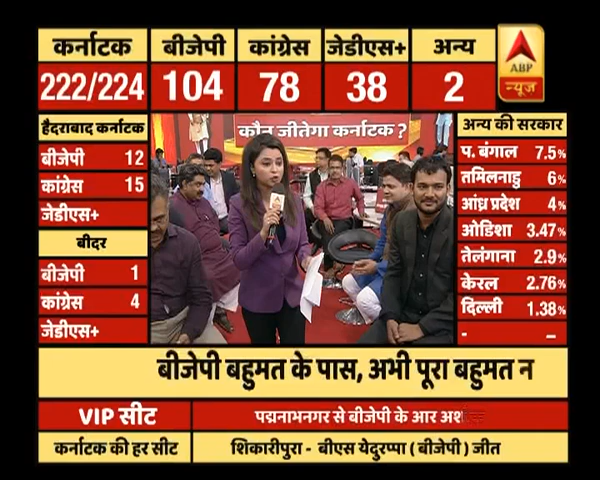 कर्नाटक बीजेपी कांग्रेस जेडीएस+ अन्य
222/224 104 78 38 2
ABP
न्यूज़
हैदराबाद कर्नाटक
बीजेपी 12
कांग्रेस 15
जेडीएस+
बीदर
बीजेपी 1
कांग्रेस 4
जेडीएस+
कौन जीतेगा कर्नाटक ?
अन्य की सरकार
प. बंगाल 7.5%
तमिलनाडु 6%
आंध्र प्रदेश 4%
ओडिशा 3.47%
तेलंगाना 2.9%
केरल 2.76%
दिल्ली 1.38%
- –
बीजेपी बहुमत के पास, अभी पूरा बहुमत न
VIP सीट पद्मनाभनगर से बीजेपी के आर
कर्नाटक की हर सीट शिकारीपुरा - बीएस येदुरप्पा ( बीजेपी ) जीत